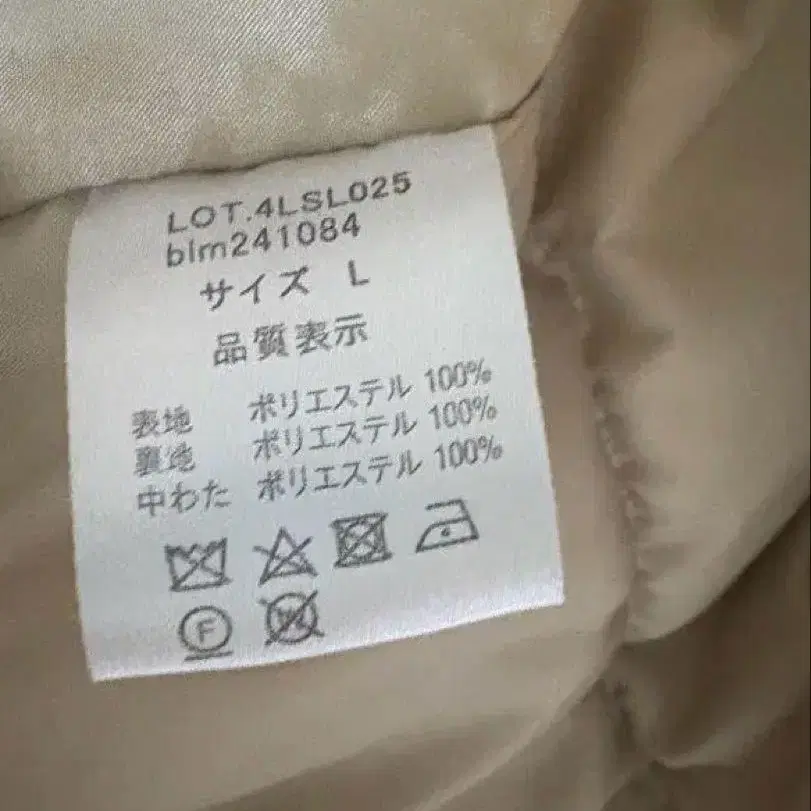 LOT.4LSL025
blm241084
サイズ L
品質表示
表地 ポリエステル 100%
裏地 ポリエステル 100%
中わた ポリエステル 100%
F
W